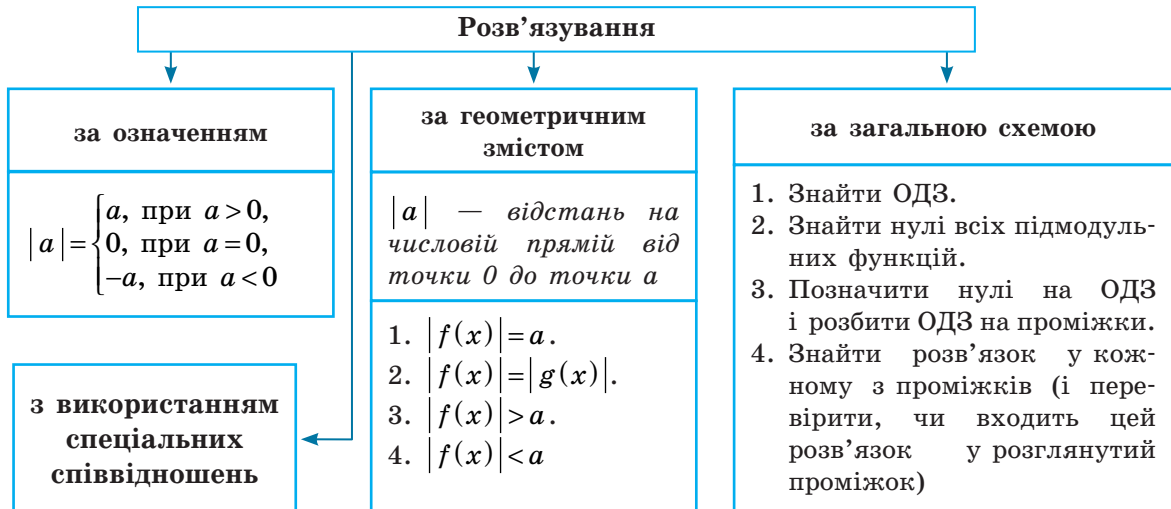 Розв’язування
за означенням
|a|={a, при a>0,
0, при a=0,
−a, при a<0
з використанням
спеціальних
співвідношень
за геометричним
змістом
|a| — відстань на
числовій прямій від
точки 0 до точки a
1. |f(x)|=a.
2. |f(x)|=|g(x)|.
3. |f(x)|>a.
4. |f(x)|<a
за загальною схемою
1. Знайти ОДЗ.
2. Знайти нулі всіх підмодуль-
них функцій.
3. Позначити нулі на ОДЗ
і розбити ОДЗ на проміжки.
4. Знайти розв’язок у кож-
ному з проміжків (і пере-
вірити, чи входить цей
розв’язок у розглянутий
проміжок)